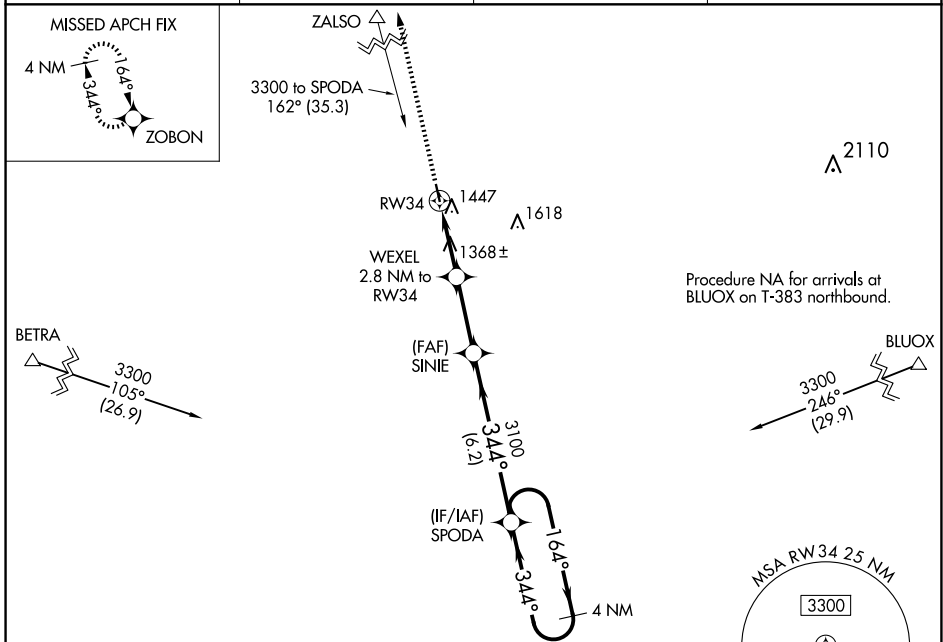 MISSED APCH FIX
4 NM
344°
164°
ZOBON
ZALSO
3300 to SPODA
162° (35.3)
2110
RW34
1447
1618
WEXEL
2.8 NM to
RW34
1368±
Procedure NA for arrivals at
BLUOX on T-383 northbound.
BETRA
3300
105°
(26.9)
(FAF)
SINIE
BLUOX
3300
246°
(29.9)
3100
344°
(6.2)
(IF/IAF)
SPODA
164°
344°
4 NM
MSA RW34 25 NM
3300